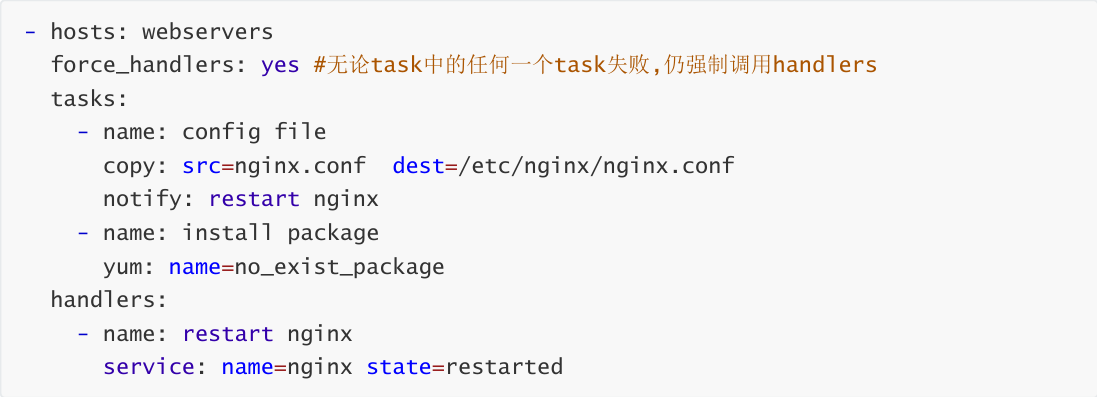 - hosts: webservers
  force_handlers: yes #无论task中的任何一个task失败,仍强制调用handlers
  tasks:
    - name: config file
      copy: src=nginx.conf  dest=/etc/nginx/nginx.conf
      notify: restart nginx
    - name: install package
      yum: name=no_exist_package
  handlers:
    - name: restart nginx
      service: name=nginx state=restarted